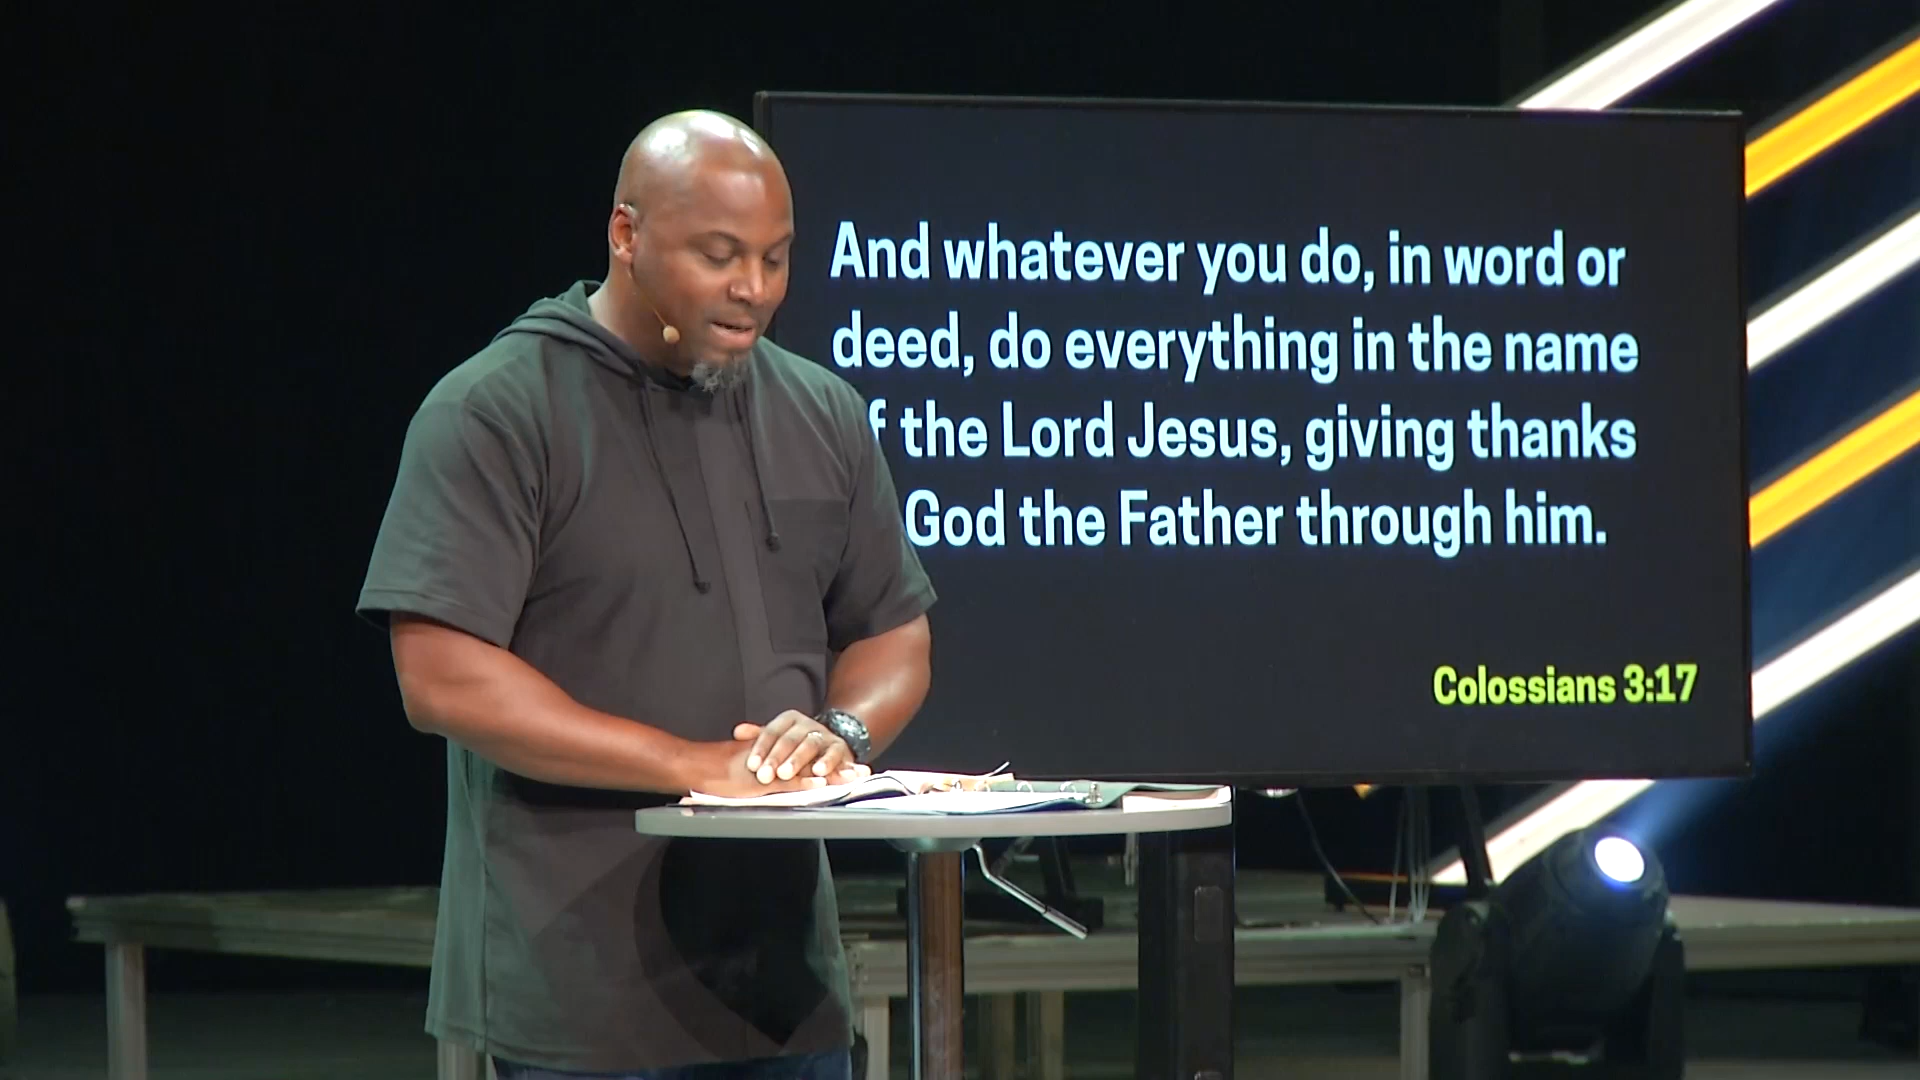 And whatever you do, in word or
deed, do everything in the name
f the Lord Jesus, giving thanks
God the Father through him.
Colossians 3:17